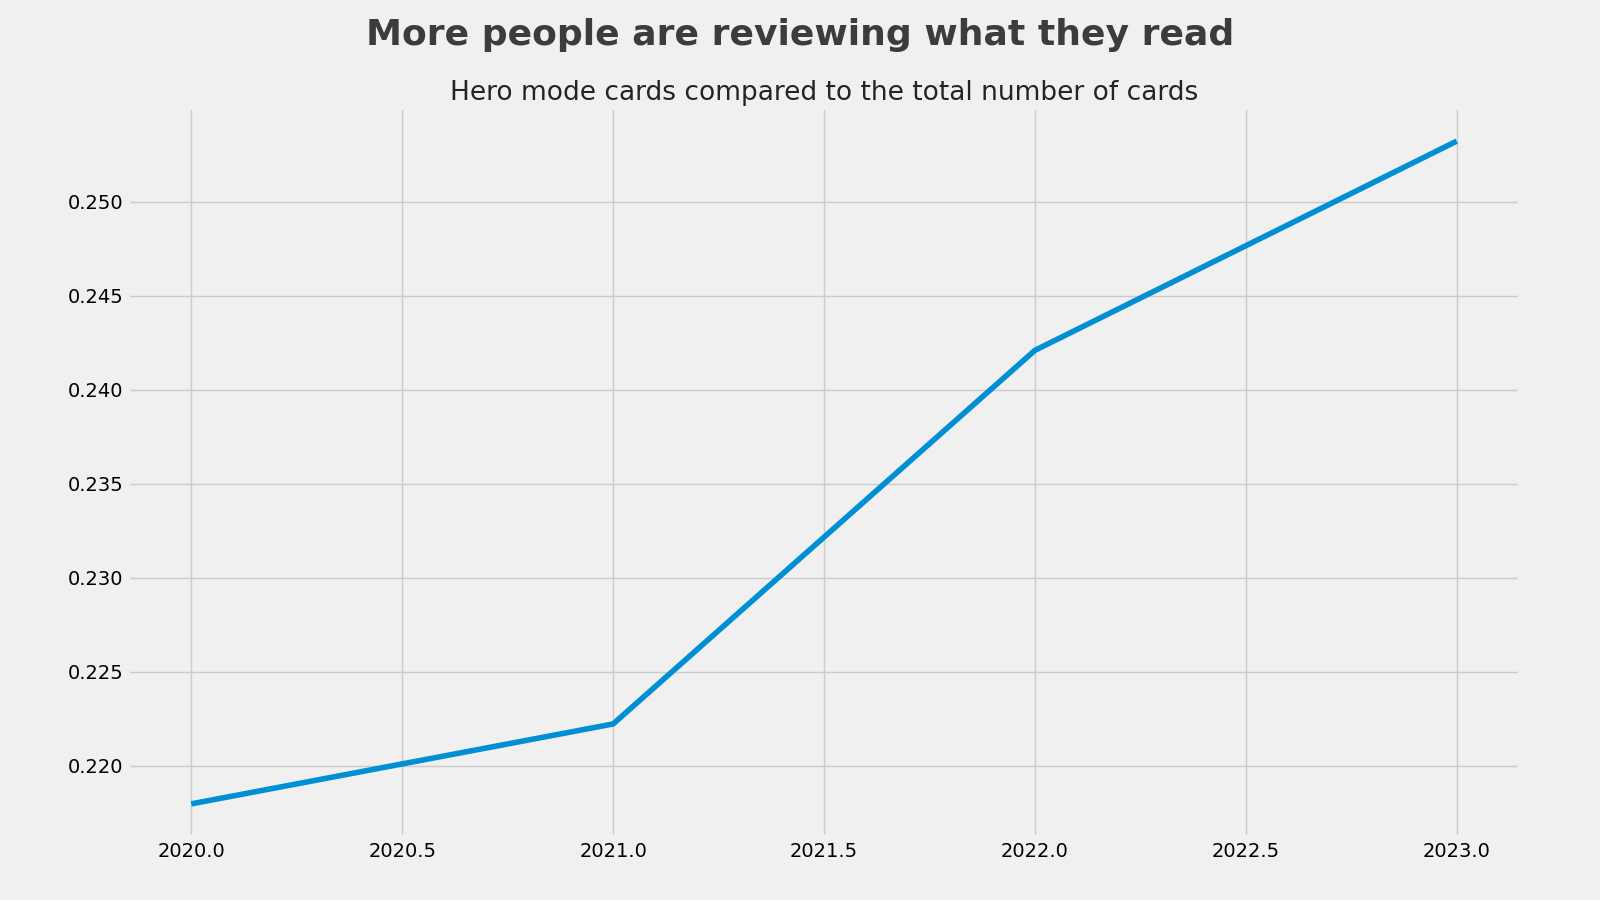 More people are reviewing what they read
Hero mode cards compared to the total number of cards
0.250
0.245
0.240
0.235
0.230
0.225
0.220
2020.0 2020.5 2021.0 2021.5 2022.0 2022.5 2023.0